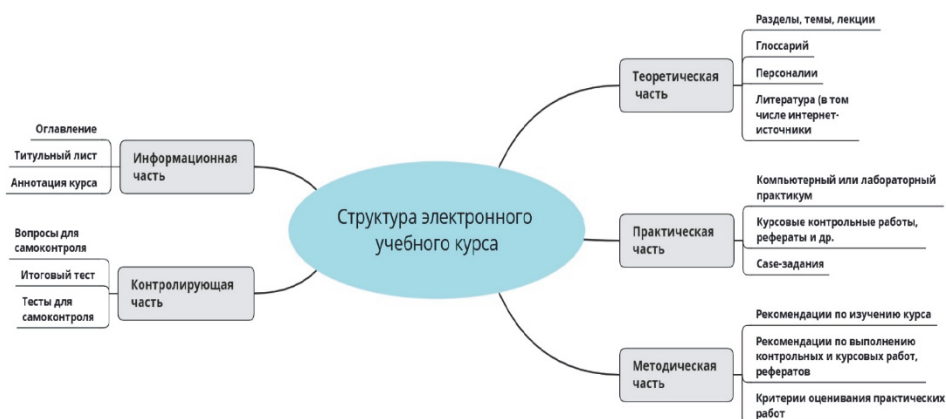 Структура электронного
учебного курса
Информационная
часть
Оглавление
Титульный лист
Аннотация курса
Контролирующая
часть
Вопросы для
самоконтроля
Итоговый тест
Тесты для
самоконтроля
Теоретическая
часть
Разделы, темы, лекции
Глоссарий
Персоналии
Литература (в том
числе интернет-
источники
Практическая
часть
Компьютерный или лабораторный
практикум
Курсовые контрольные работы,
рефераты и др.
Case-задания
Методическая
часть
Рекомендации по изучению курса
Рекомендации по выполнению
контрольных и курсовых работ,
рефератов
Критерии оценивания практических
работ